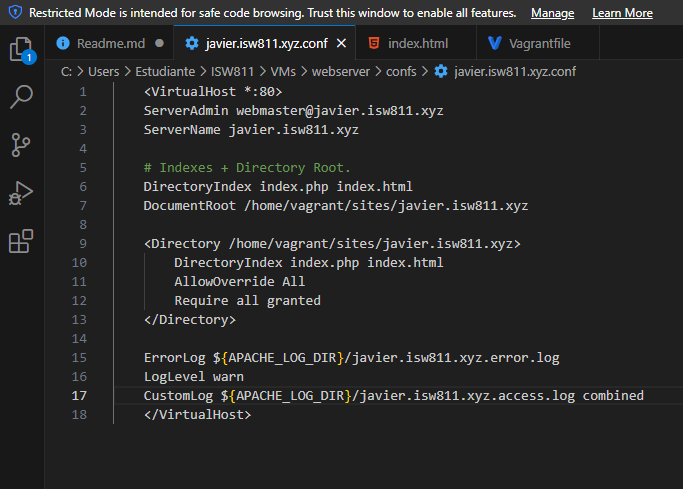 Restricted Mode is intended for safe code browsing. Trust this window to enable all features. Manage Learn More
Readme.md javier.isw811.xyz.conf index.html Vagrantfile
C: > Users > Estudiante > ISW811 > VMs > webserver > confs > javier.isw811.xyz.conf
1
1 <VirtualHost *:80>
2 ServerAdmin webmaster@javier.isw811.xyz
3 ServerName javier.isw811.xyz
4
5 # Indexes + Directory Root.
6 DirectoryIndex index.php index.html
7 DocumentRoot /home/vagrant/sites/javier.isw811.xyz
8
9 <Directory /home/vagrant/sites/javier.isw811.xyz>
10 DirectoryIndex index.php index.html
11 AllowOverride All
12 Require all granted
13 </Directory>
14
15 ErrorLog ${APACHE_LOG_DIR}/javier.isw811.xyz.error.log
16 LogLevel warn
17 CustomLog ${APACHE_LOG_DIR}/javier.isw811.xyz.access.log combined
18 </VirtualHost>